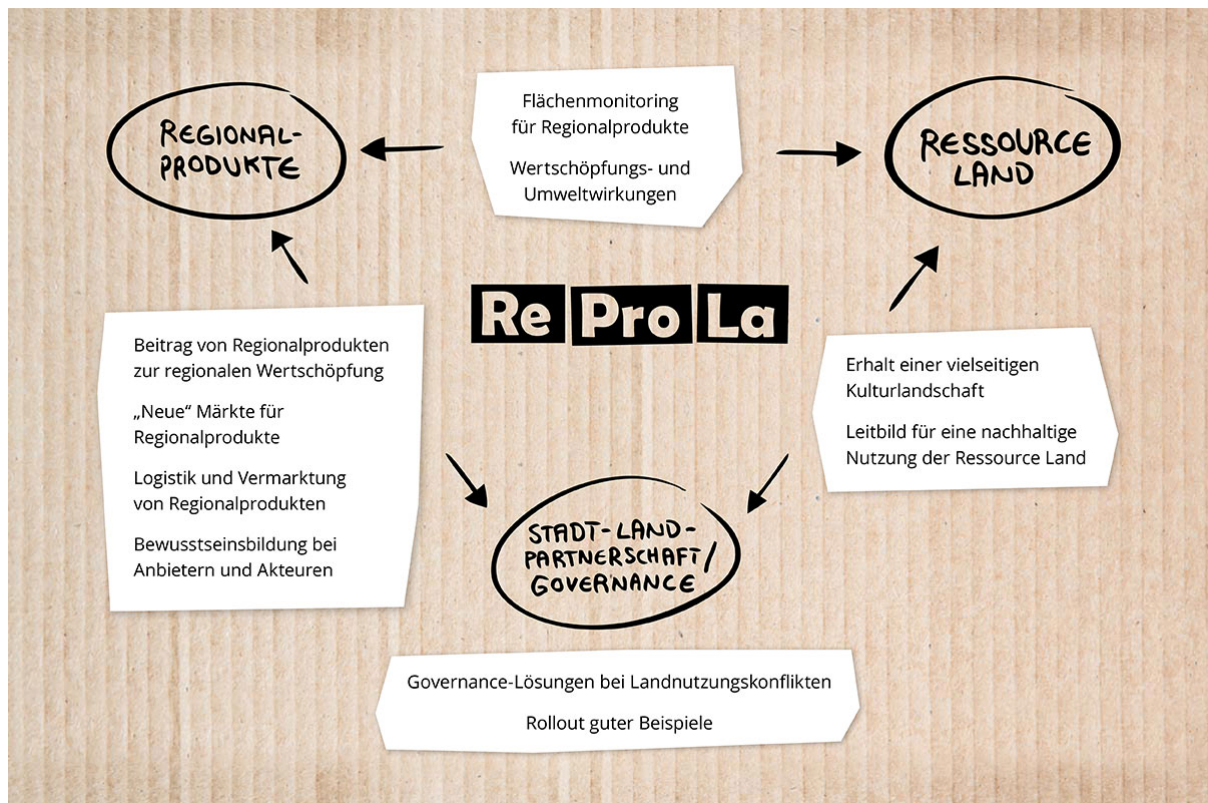 REGIONAL-
PRODUKTE
Flächenmonitoring
für Regionalprodukte
Wertschöpfungs- und
Umweltwirkungen
RESSOURCE
LAND
Re Pro La
Beitrag von Regionalprodukten
zur regionalen Wertschöpfung
„Neue“ Märkte für
Regionalprodukte
Logistik und Vermarktung
von Regionalprodukten
Bewusstseinsbildung bei
Anbietern und Akteuren
Erhalt einer vielseitigen
Kulturlandschaft
Leitbild für eine nachhaltige
Nutzung der Ressource Land
STADT-LAND-
PARTNERSCHAFT/
GOVERNANCE
Governance-Lösungen bei Landnutzungskonflikten
Rollout guter Beispiele